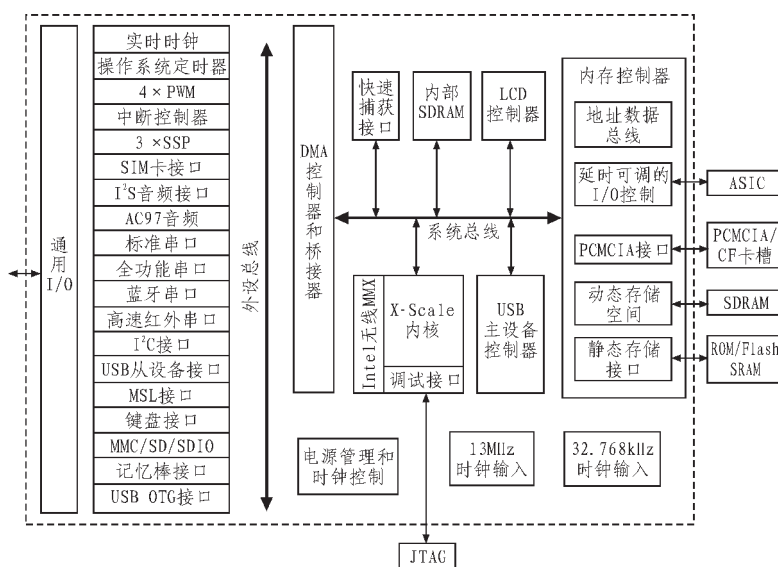 通用
I/O
实时时钟
操作系统定时器
4×PWM
中断控制器
3×SSP
SIM卡接口
I²S音频接口
AC97音频
标准串口
全功能串口
蓝牙串口
高速红外串口
I²C接口
USB从设备接口
MSL接口
键盘接口
MMC/SD/SDIO
记忆棒接口
USB OTG接口
外设总线
DMA控制器和桥接器
快速
捕获
接口
内部
SDRAM
LCD
控制器
系统总线
Intel无线MMX
X-Scale
内核
调试接口
USB
主设备
控制器
内存控制器
地址数据
总线
延时可调的
I/O控制
PCMCIA接口
动态存储
空间
静态存储
接口
ASIC
PCMCIA/
CF卡槽
SDRAM
ROM/Flash
SRAM
电源管理和
时钟控制
13MHz
时钟输入
32.768kHz
时钟输入
JTAG